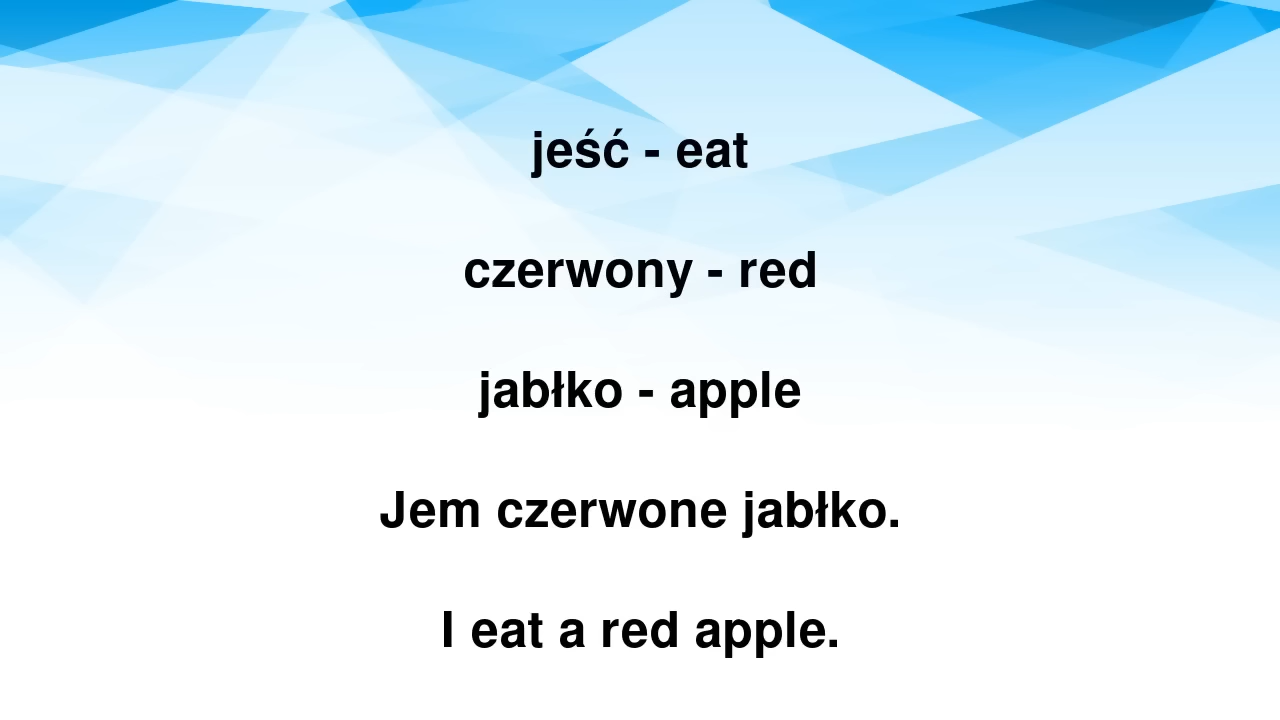 jeść - eat
czerwony - red
jabłko - apple
Jem czerwone jabłko.
I eat a red apple.